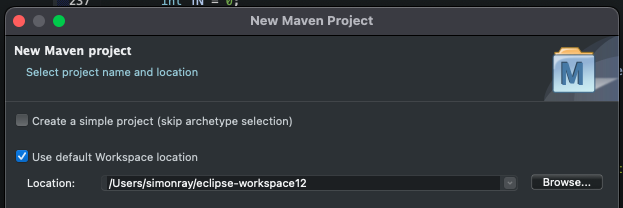 237 int TN = 0;
New Maven Project
New Maven project
Select project name and location
M
Create a simple project (skip archetype selection)
Use default Workspace location
Location: /Users/simonray/eclipse-workspace12 Browse...